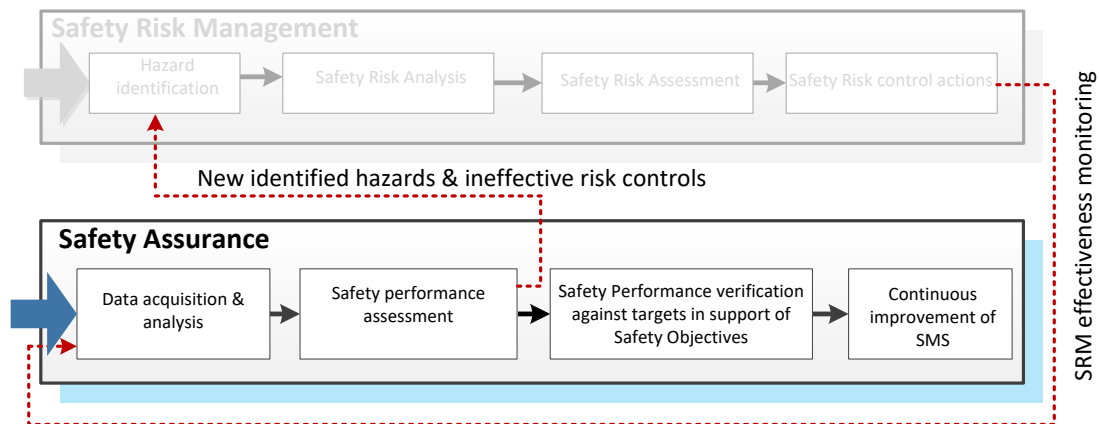 Safety Risk Management
Hazard
identification
Safety Risk Analysis
Safety Risk Assessment
Safety Risk control actions
New identified hazards & ineffective risk controls
SRM effectiveness monitoring
Safety Assurance
Data acquisition &
analysis
Safety performance
assessment
Safety Performance verification
against targets in support of
Safety Objectives
Continuous
improvement of
SMS